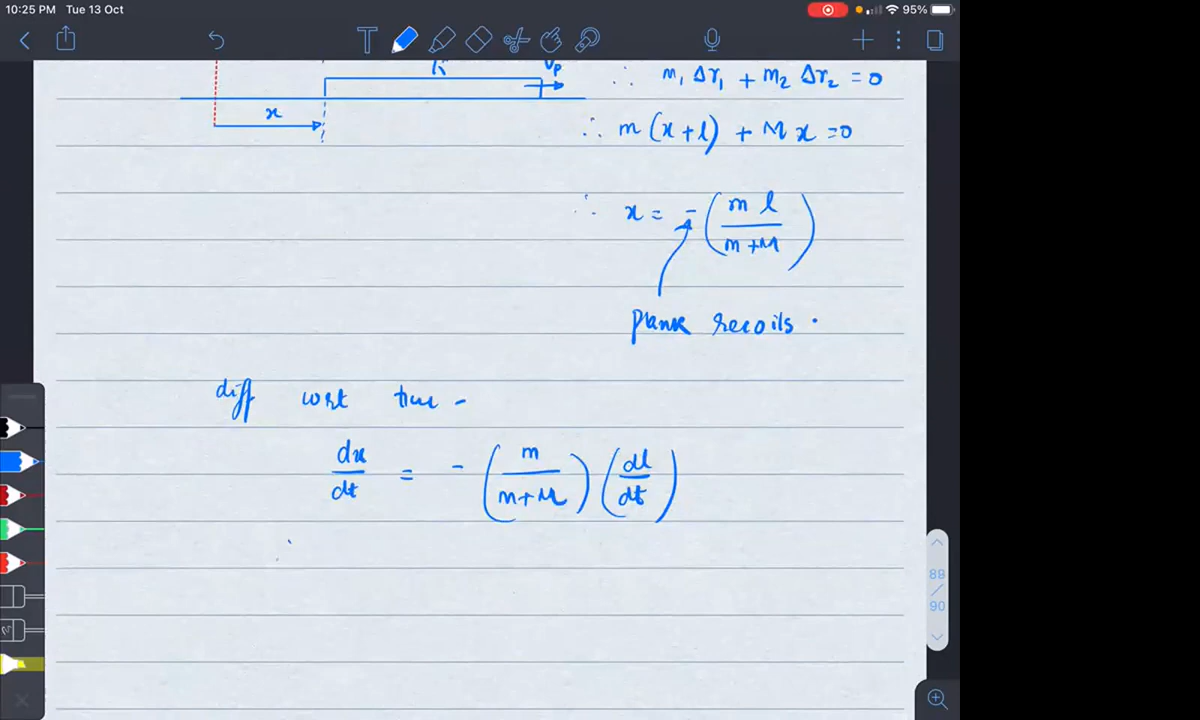 10:25 PM Tue 13 Oct
95%
K
Vp
x
∴ m₁ Δr₁ + m₂ Δr₂ = 0
∴ m (x + l) + M x = 0
∴ x = - (m l / m + M)
plank recoils .
diff wrt time -
dx/dt = - (m / m + M) (dl/dt)
88
/
90